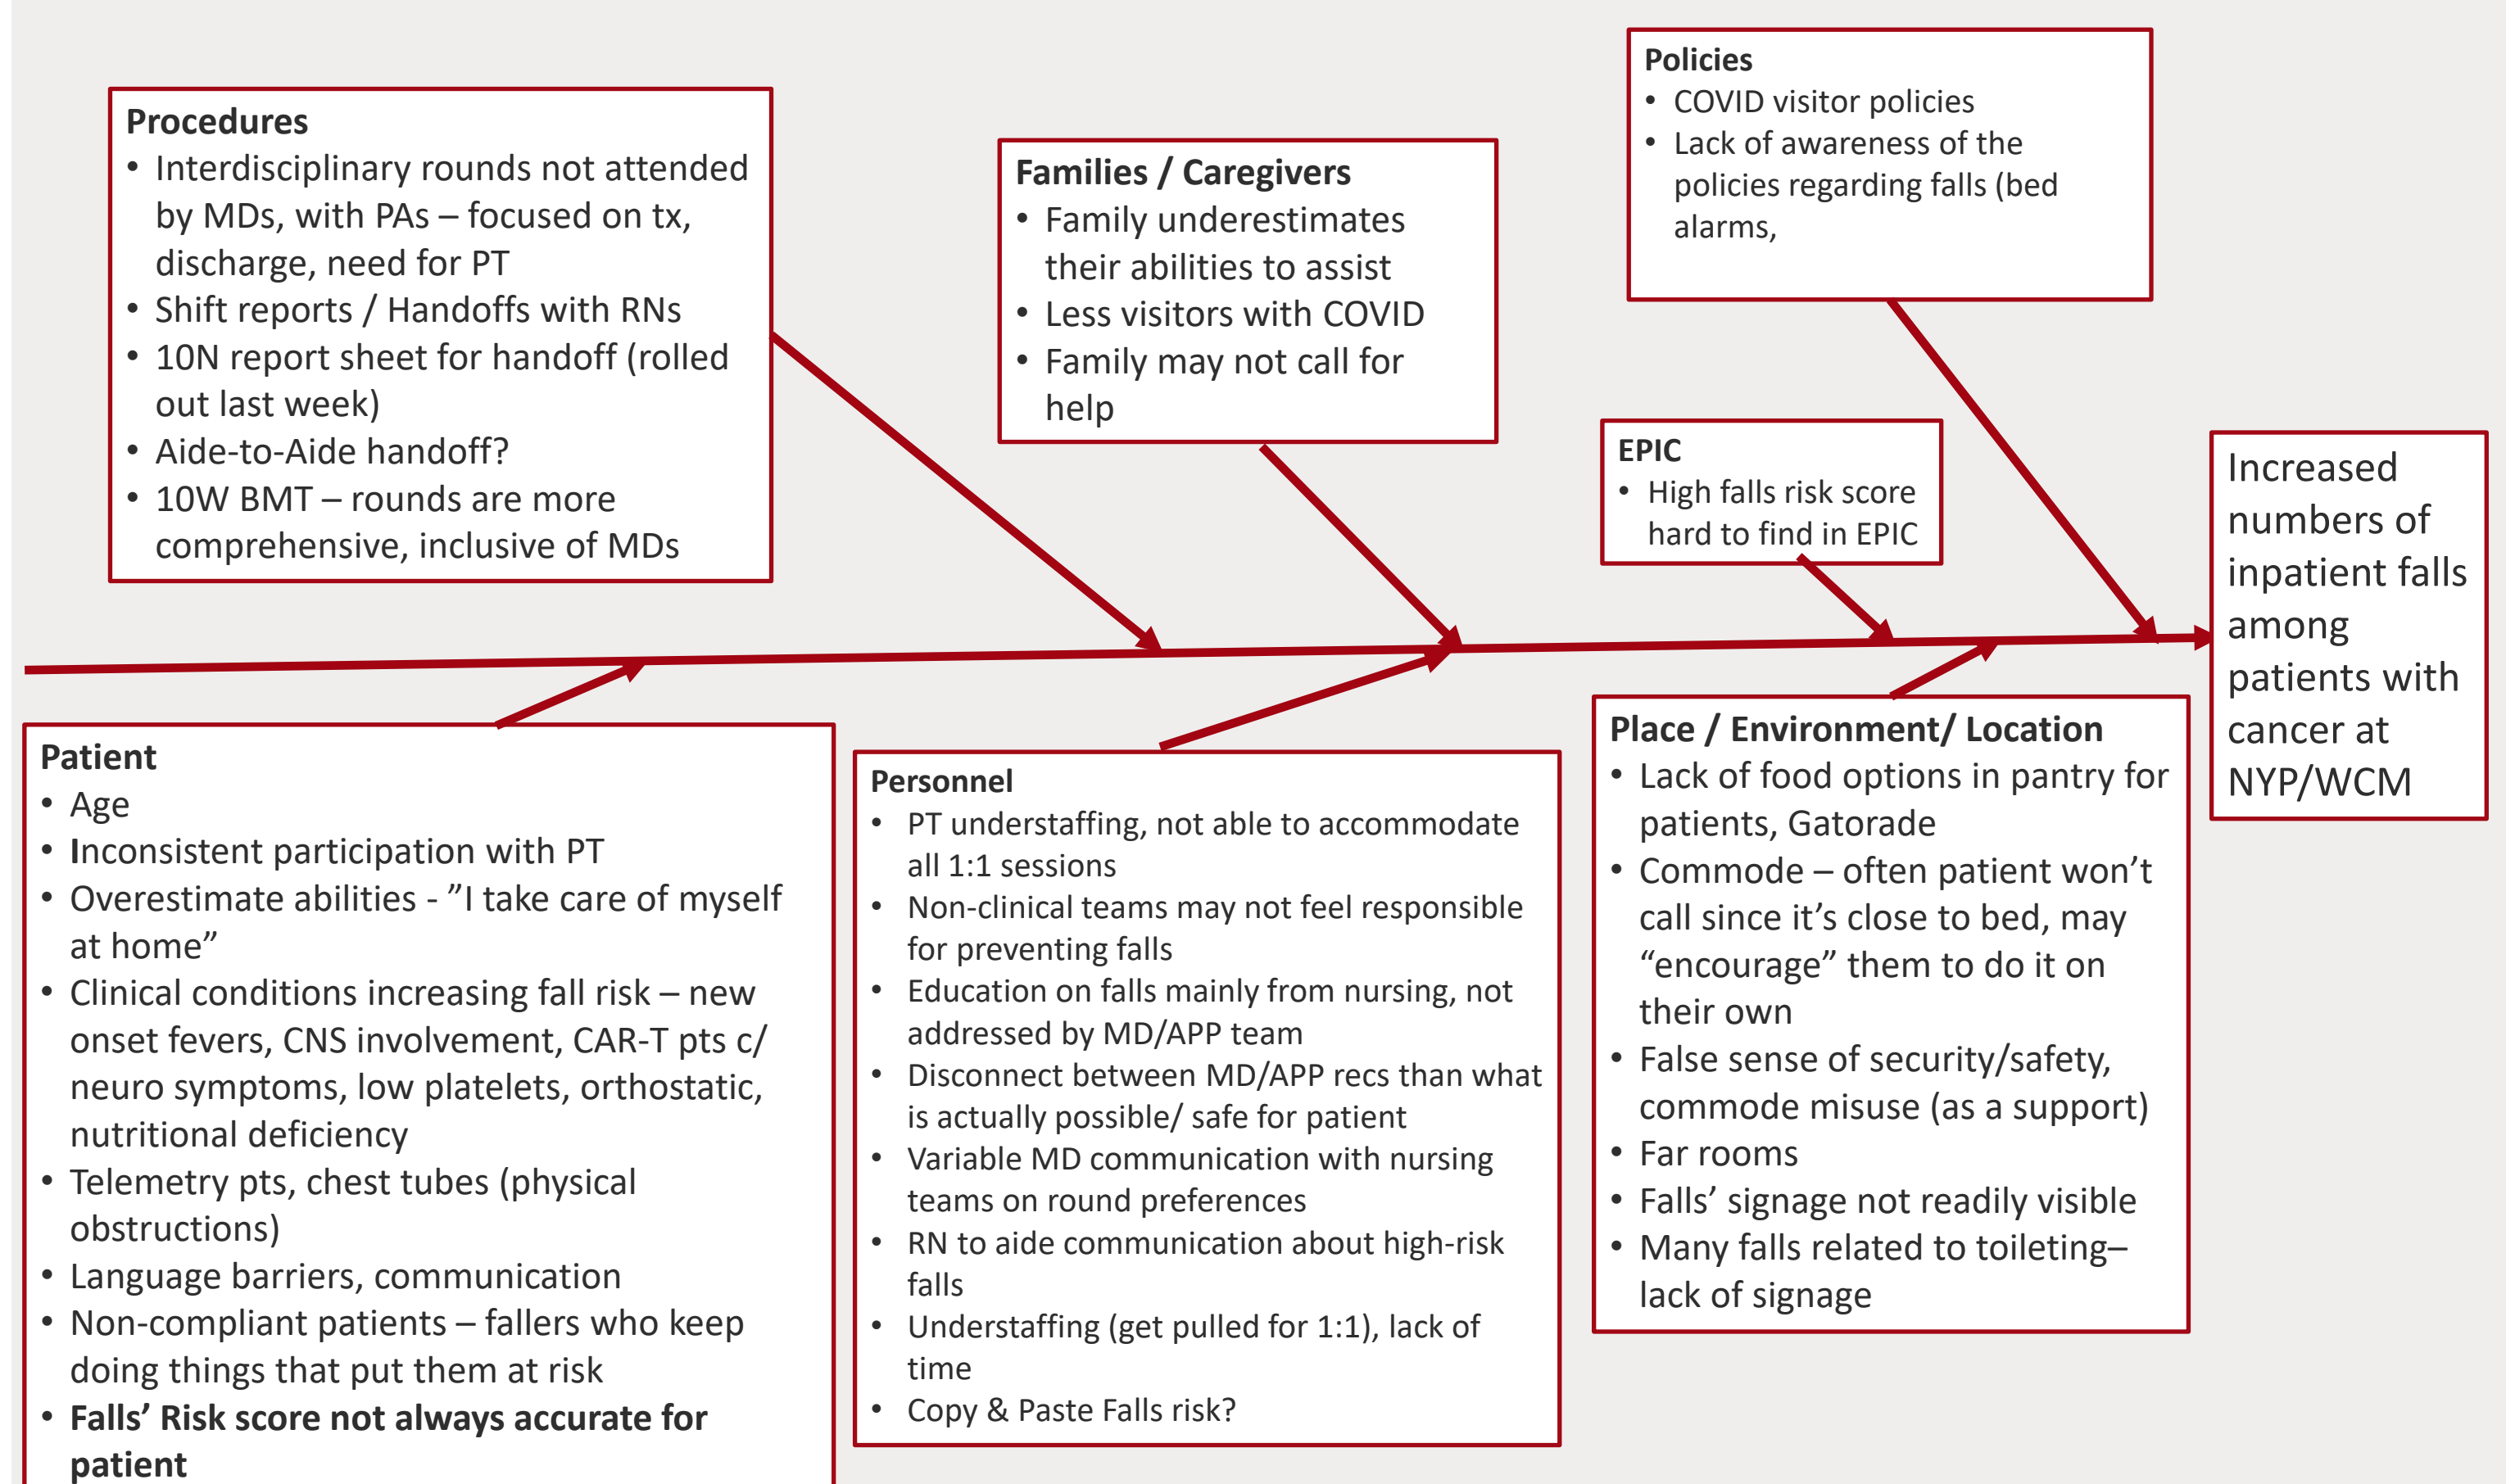 Procedures
• Interdisciplinary rounds not attended
by MDs, with PAs – focused on tx,
discharge, need for PT
• Shift reports / Handoffs with RNs
• 10N report sheet for handoff (rolled
out last week)
• Aide-to-Aide handoff?
• 10W BMT – rounds are more
comprehensive, inclusive of MDs
Families / Caregivers
• Family underestimates
their abilities to assist
• Less visitors with COVID
• Family may not call for
help
Policies
• COVID visitor policies
• Lack of awareness of the
policies regarding falls (bed
alarms,
EPIC
• High falls risk score
hard to find in EPIC
Increased
numbers of
inpatient falls
among
patients with
cancer at
NYP/WCM
Patient
• Age
• Inconsistent participation with PT
• Overestimate abilities - ”I take care of myself
at home”
• Clinical conditions increasing fall risk – new
onset fevers, CNS involvement, CAR-T pts c/
neuro symptoms, low platelets, orthostatic,
nutritional deficiency
• Telemetry pts, chest tubes (physical
obstructions)
• Language barriers, communication
• Non-compliant patients – fallers who keep
doing things that put them at risk
• Falls’ Risk score not always accurate for
patient
Personnel
• PT understaffing, not able to accommodate
all 1:1 sessions
• Non-clinical teams may not feel responsible
for preventing falls
• Education on falls mainly from nursing, not
addressed by MD/APP team
• Disconnect between MD/APP recs than what
is actually possible/ safe for patient
• Variable MD communication with nursing
teams on round preferences
• RN to aide communication about high-risk
falls
• Understaffing (get pulled for 1:1), lack of
time
• Copy & Paste Falls risk?
Place / Environment/ Location
• Lack of food options in pantry for
patients, Gatorade
• Commode – often patient won’t
call since it’s close to bed, may
“encourage” them to do it on
their own
• False sense of security/safety,
commode misuse (as a support)
• Far rooms
• Falls’ signage not readily visible
• Many falls related to toileting–
lack of signage